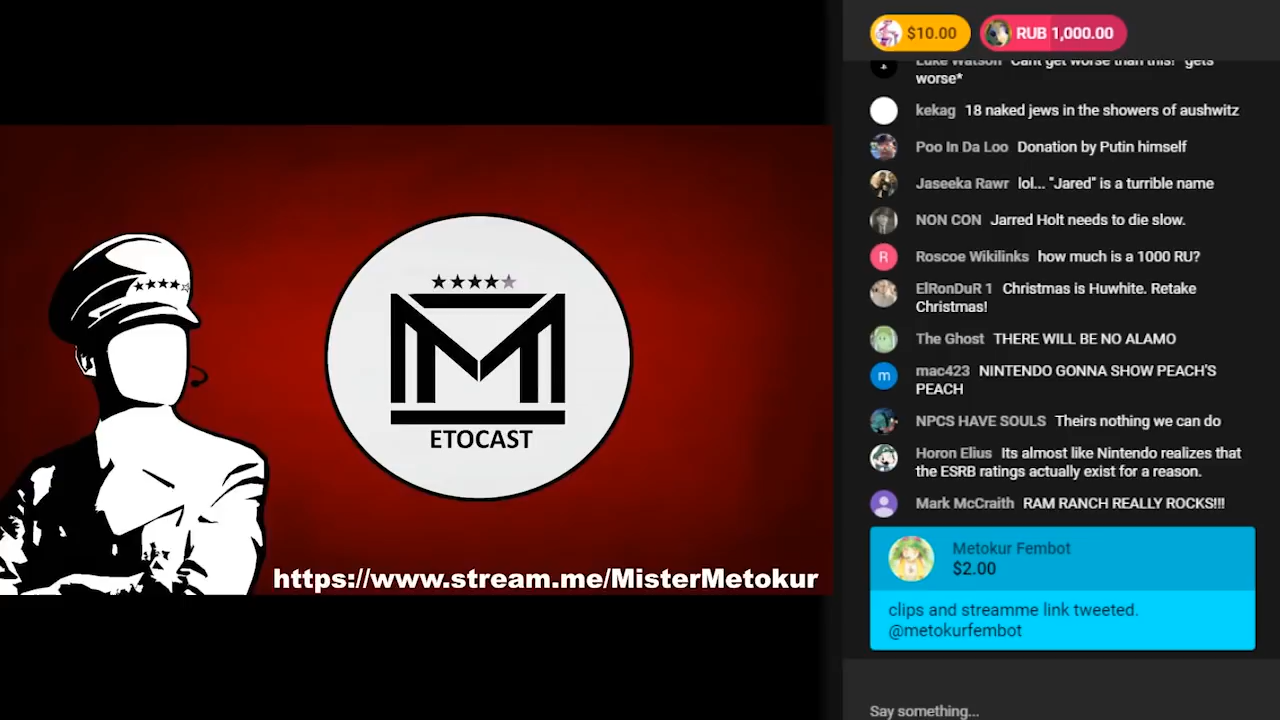 $10.00 RUB 1,000.00
Luke Watson Cant get worse than this! *gets
worse*
kekag 18 naked jews in the showers of aushwitz
Poo In Da Loo Donation by Putin himself
Jaseeka Rawr lol... "Jared" is a turrible name
NON CON Jarred Holt needs to die slow.
R Roscoe Wikilinks how much is a 1000 RU?
ElRonDuR 1 Christmas is Huwhite. Retake
Christmas!
The Ghost THERE WILL BE NO ALAMO
m mac423 NINTENDO GONNA SHOW PEACH'S
PEACH
NPCS HAVE SOULS Theirs nothing we can do
Horon Elius Its almost like Nintendo realizes that
the ESRB ratings actually exist for a reason.
Mark McCraith RAM RANCH REALLY ROCKS!!!
Metokur Fembot
$2.00
clips and streamme link tweeted.
@metokurfembot
Say something...
M
ETOCAST
https://www.stream.me/MisterMetokur